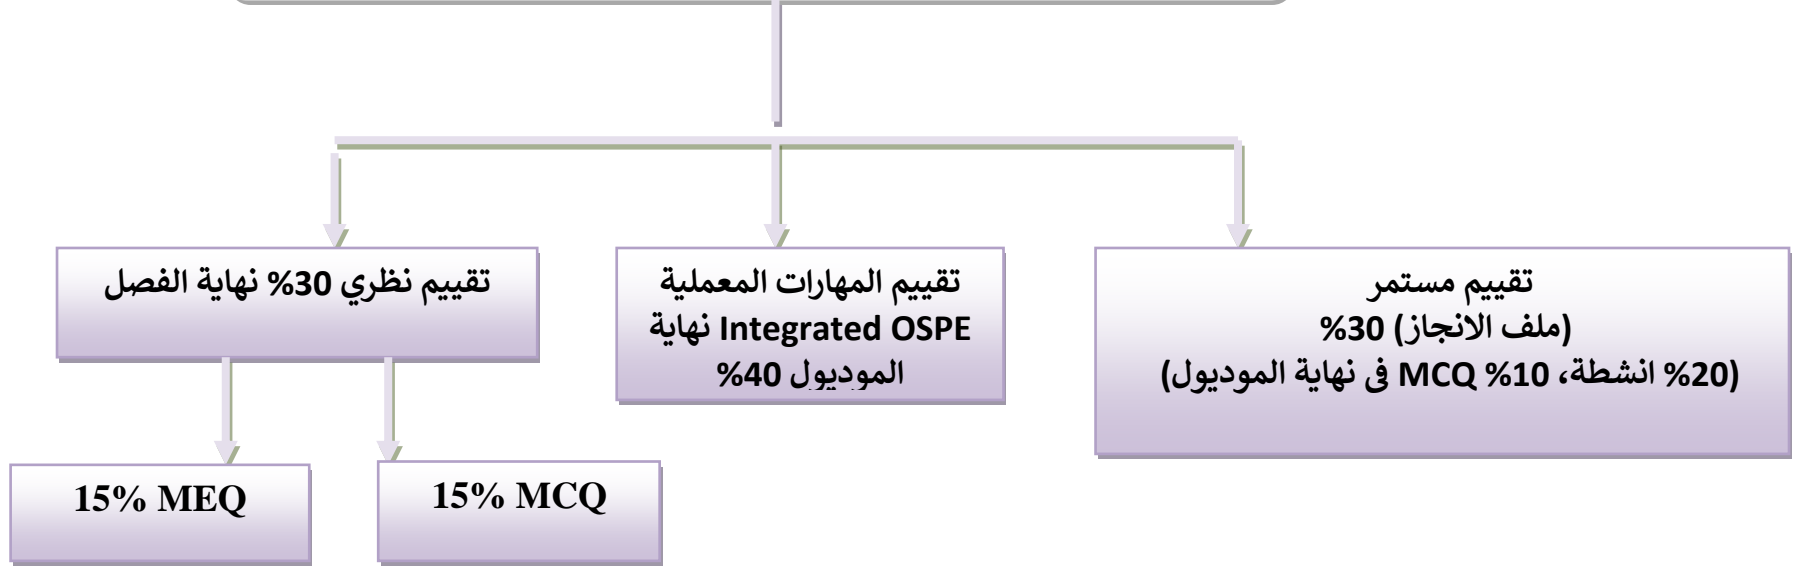 تقييم مستمر
(ملف الانجاز) 30%
(20% انشطة، 10% MCQ فى نهاية الموديول)
تقييم المهارات المعملية
Integrated OSPE نهاية
الموديول 40%
تقييم نظري 30% نهاية الفصل
15% MCQ
15% MEQ